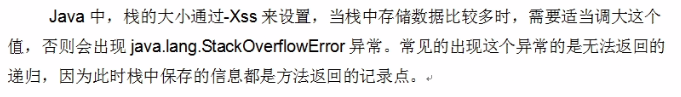 Java 中，栈的大小通过-Xss 来设置，当栈中存储数据比较多时，需要适当调大这个
值，否则会出现 java.lang.StackOverflowError 异常。常见的出现这个异常的是无法返回的
递归，因为此时栈中保存的信息都是方法返回的记录点。